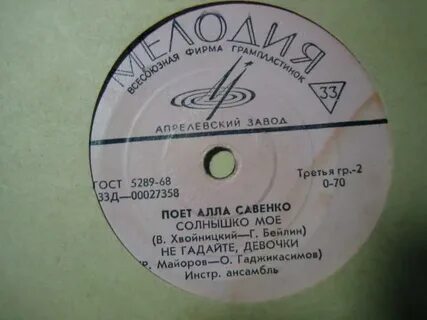 МЕЛОДИЯ
ВСЕСОЮЗНАЯ ФИРМА ГРАМПЛАСТИНОК
33
АПРЕЛЕВСКИЙ ЗАВОД
ГОСТ 5289-68
33Д—00027358
Третья гр.-2
0-70
ПОЕТ АЛЛА САВЕНКО
СОЛНЫШКО МОЕ
(В. Хвойницкий—Г. Бейлин)
НЕ ГАДАЙТЕ, ДЕВОЧКИ
р. Майоров—О. Гаджикасимов)
Инстр. ансамбль